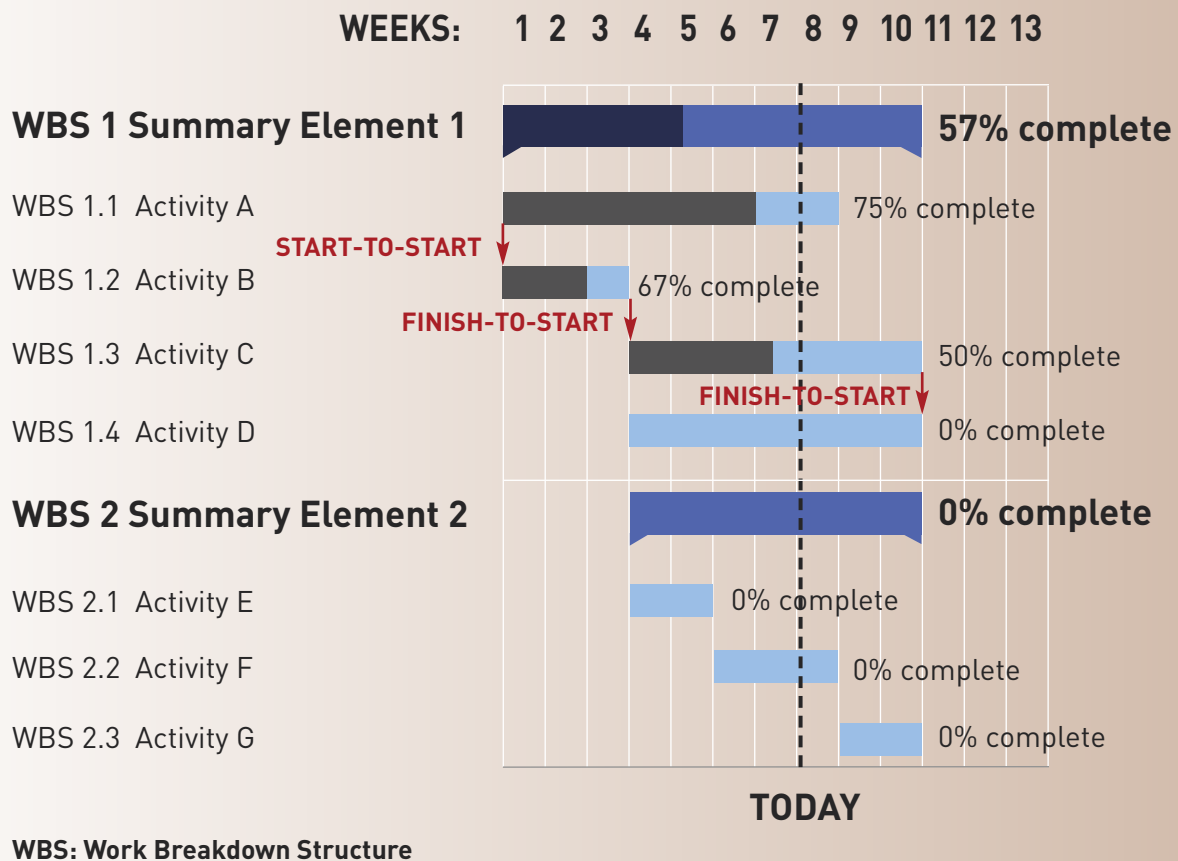 WEEKS: 1 2 3 4 5 6 7 8 9 10 11 12 13
WBS 1 Summary Element 1 57% complete
WBS 1.1 Activity A 75% complete
START-TO-START
WBS 1.2 Activity B 67% complete
FINISH-TO-START
WBS 1.3 Activity C 50% complete
FINISH-TO-START
WBS 1.4 Activity D 0% complete
WBS 2 Summary Element 2 0% complete
WBS 2.1 Activity E 0% complete
WBS 2.2 Activity F 0% complete
WBS 2.3 Activity G 0% complete
TODAY
WBS: Work Breakdown Structure